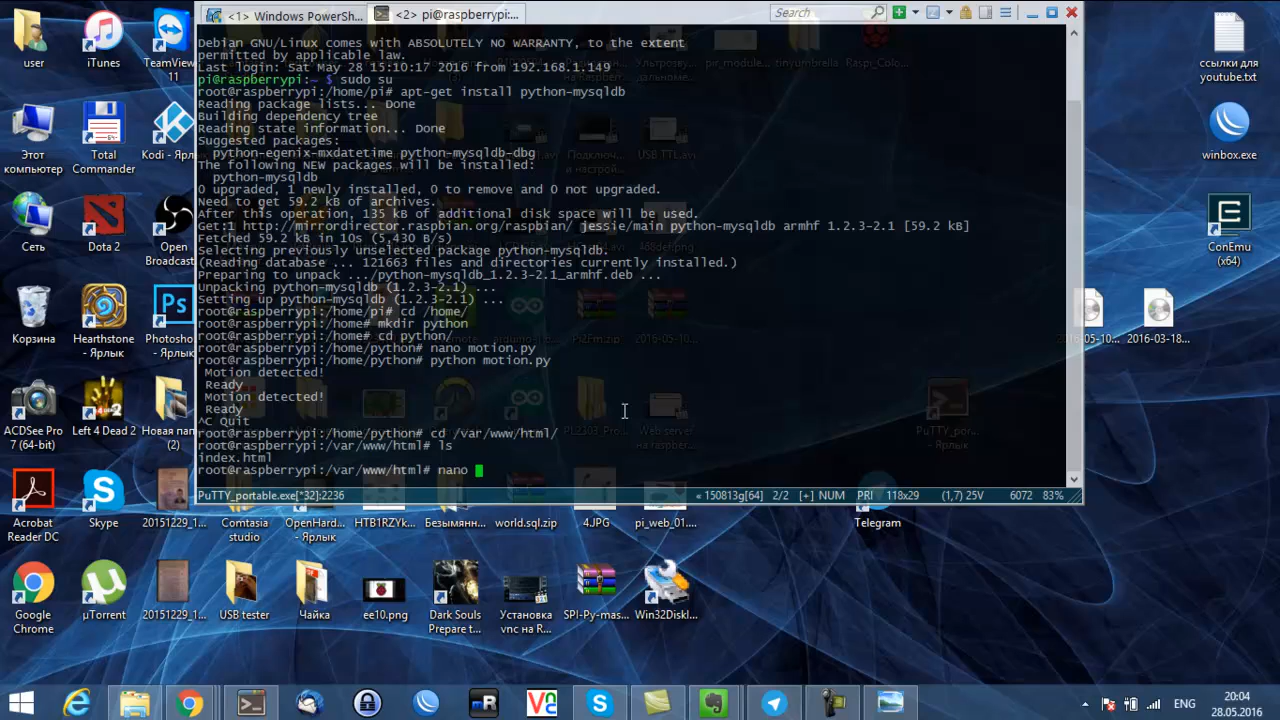 <1> Windows PowerSh...
<2> pi@raspberrypi:...
Search
Debian GNU/Linux comes with ABSOLUTELY NO WARRANTY, to the extent
permitted by applicable law.
Last login: Sat May 28 15:10:17 2016 from 192.168.1.149
pi@raspberrypi:~ $ sudo su
root@raspberrypi:/home/pi# apt-get install python-mysqldb
Reading package lists... Done
Building dependency tree
Reading state information... Done
Suggested packages:
python-egenix-mxdatetime python-mysqldb-dbg
The following NEW packages will be installed:
python-mysqldb
0 upgraded, 1 newly installed, 0 to remove and 0 not upgraded.
Need to get 59.2 kB of archives.
After this operation, 135 kB of additional disk space will be used.
Get:1 http://mirrordirector.raspbian.org/raspbian/ jessie/main python-mysqldb armhf 1.2.3-2.1 [59.2 kB]
Fetched 59.2 kB in 10s (5,430 B/s)
Selecting previously unselected package python-mysqldb.
(Reading database ... 121663 files and directories currently installed.)
Preparing to unpack .../python-mysqldb_1.2.3-2.1_armhf.deb ...
Unpacking python-mysqldb (1.2.3-2.1) ...
Setting up python-mysqldb (1.2.3-2.1) ...
root@raspberrypi:/home/pi# cd /home/
root@raspberrypi:/home# mkdir python
root@raspberrypi:/home# cd python/
root@raspberrypi:/home/python# nano motion.py
root@raspberrypi:/home/python# python motion.py
Motion detected!
Ready
Motion detected!
Ready
^C Quit
root@raspberrypi:/home/python# cd /var/www/html/
root@raspberrypi:/var/www/html# ls
index.html
root@raspberrypi:/var/www/html# nano
PuTTY_portable.exe[*32]:2236
« 150813g[64] 2/2 [+] NUM PRI 118x29 (1,7) 25V 6072 83%
user
iTunes
TeamView...
11
ссылки для
youtube.txt
Этот
компьютер
Total
Commander
Kodi - Ярл...
winbox.exe
Сеть
Dota 2
Open
Broadcast...
ConEmu
(x64)
Корзина
Hearthstone
- Ярлык
Photosho...
- Ярлык
Pi2Fm.zip
2016-05-10...
2016-03-18...
ACDSee Pro
7 (64-bit)
Left 4 Dead 2
Новая пап...
(2)
PL2303_Pro...
Web server
на raspber...
PuTTY_por...
- Ярлык
Acrobat
Reader DC
Skype
20151229_1...
Comtasia
studio
OpenHard...
- Ярлык
HTB1RZYk...
Безымянн...
world.sql.zip
4.JPG
pi_web_01....
Telegram
Google
Chrome
µTorrent
20151229_1...
USB tester
Чайка
ee10.png
Dark Souls
Prepare t...
Установка
vnc на R...
SPI-Py-mas...
Win32DiskI...
ENG
20:04
28.05.2016